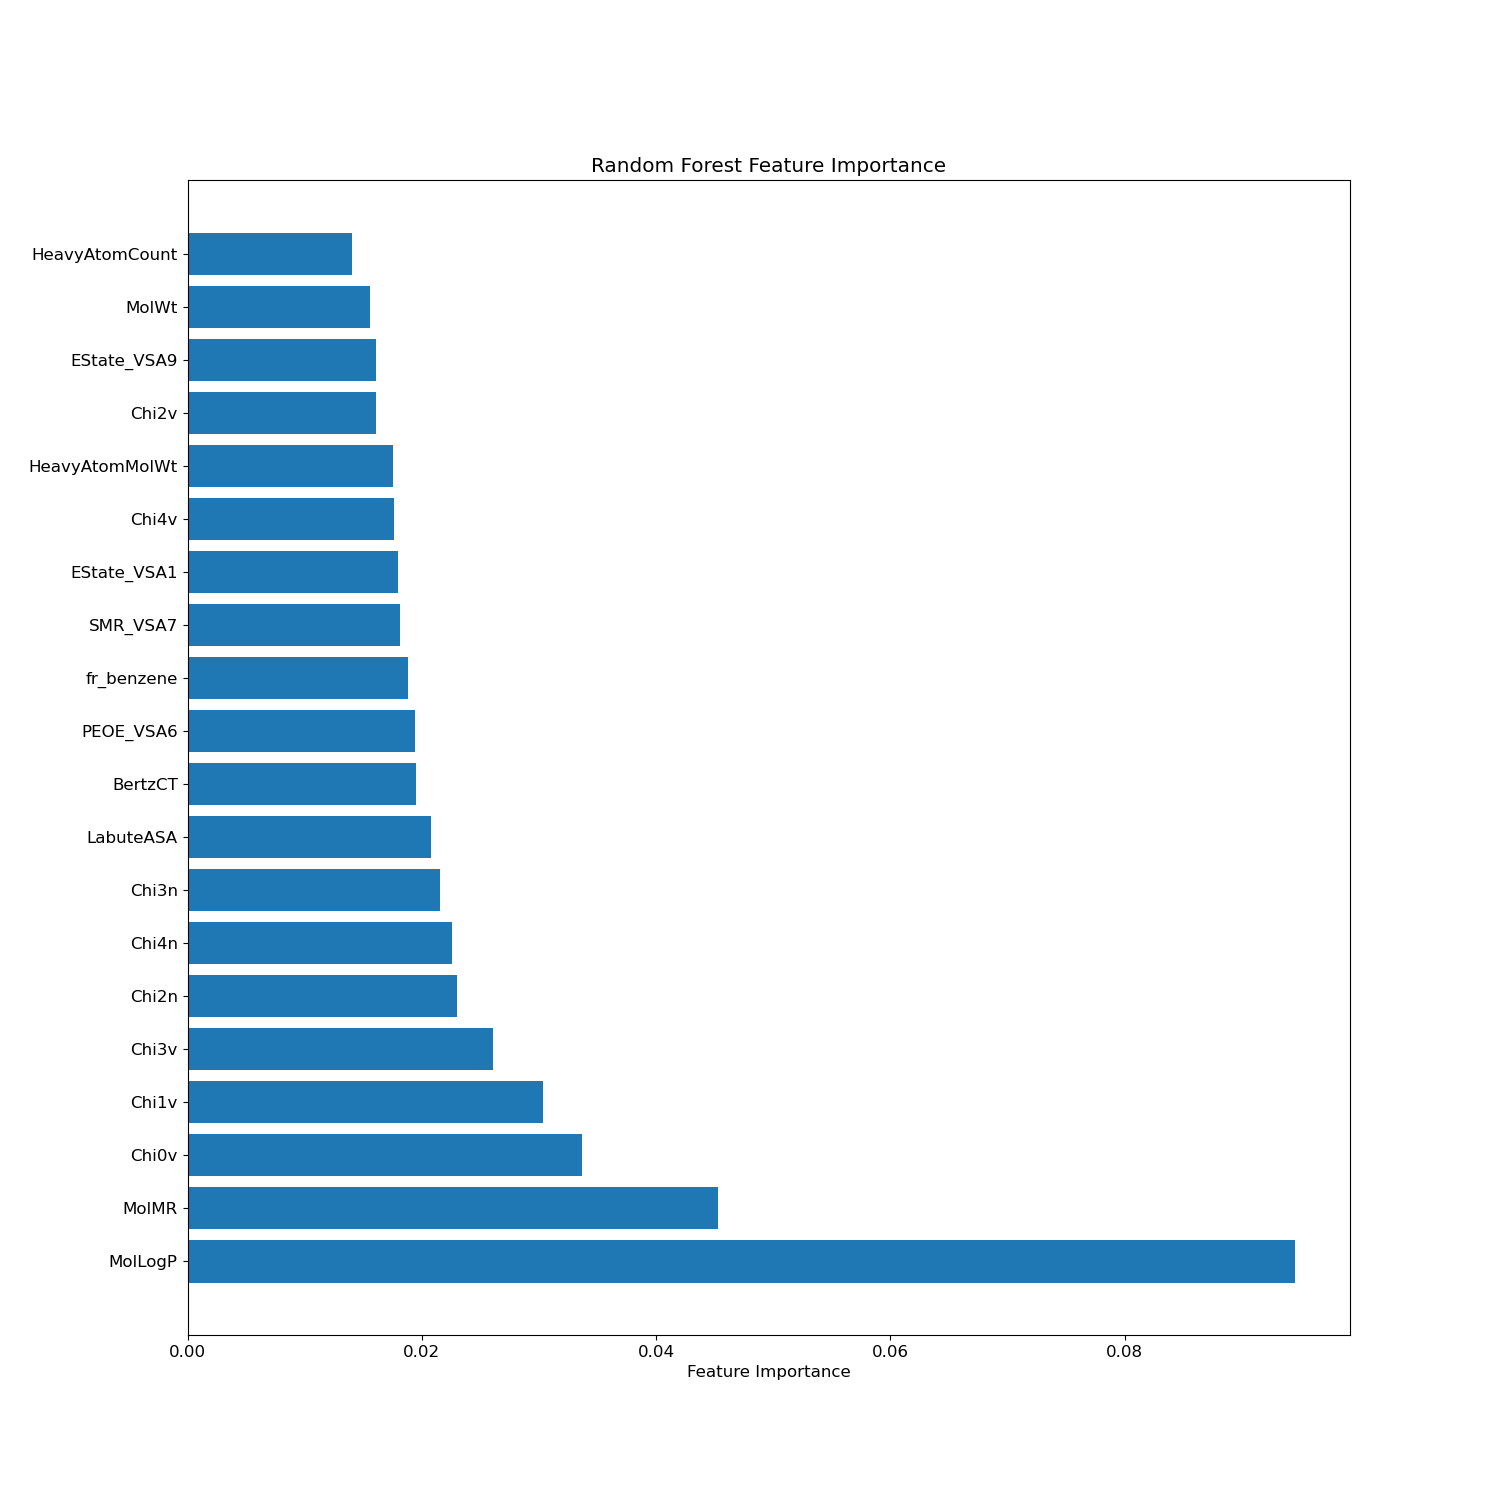 Random Forest Feature Importance
HeavyAtomCount
MolWt
EState_VSA9
Chi2v
HeavyAtomMolWt
Chi4v
EState_VSA1
SMR_VSA7
fr_benzene
PEOE_VSA6
BertzCT
LabuteASA
Chi3n
Chi4n
Chi2n
Chi3v
Chi1v
Chi0v
MolMR
MolLogP
0.00 0.02 0.04 0.06 0.08
Feature Importance